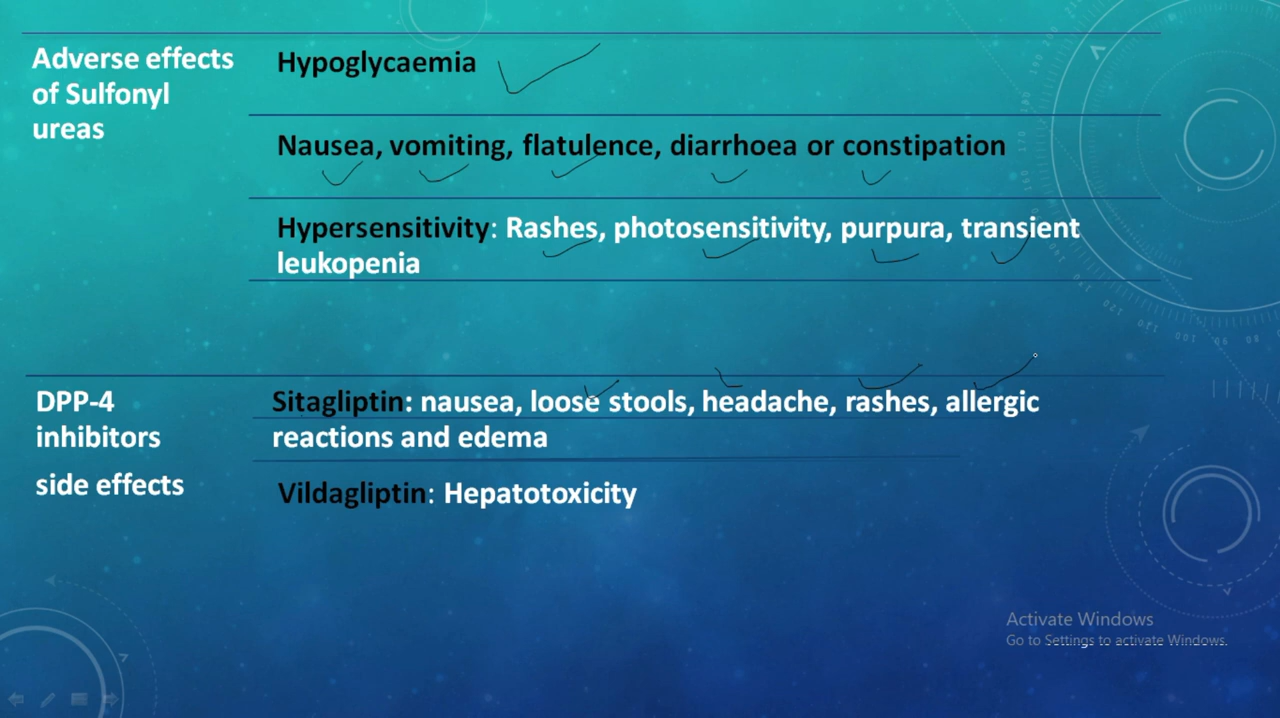 Adverse effects
of Sulfonyl
ureas
Hypoglycaemia
Nausea, vomiting, flatulence, diarrhoea or constipation
Hypersensitivity: Rashes, photosensitivity, purpura, transient
leukopenia
DPP-4
inhibitors
side effects
Sitagliptin: nausea, loose stools, headache, rashes, allergic
reactions and edema
Vildagliptin: Hepatotoxicity
Activate Windows
Go to Settings to activate Windows.